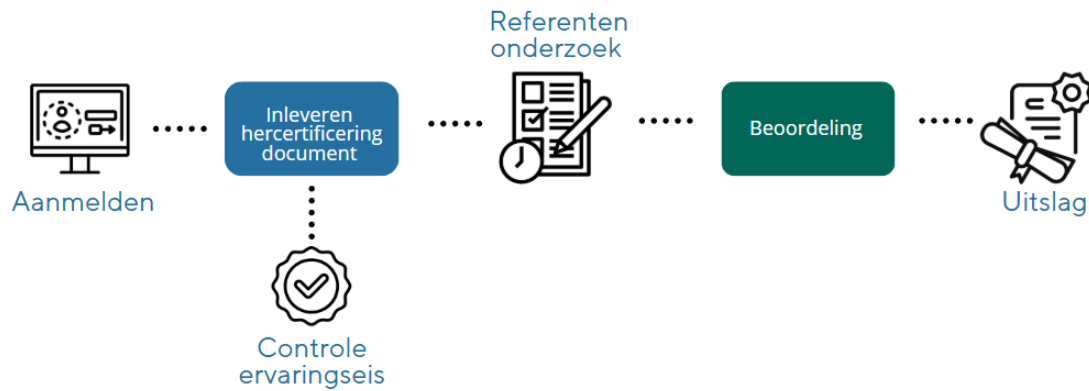 Aanmelden
Inleveren
hercertificering
document
Controle
ervaringseis
Referenten
onderzoek
Beoordeling
Uitslag